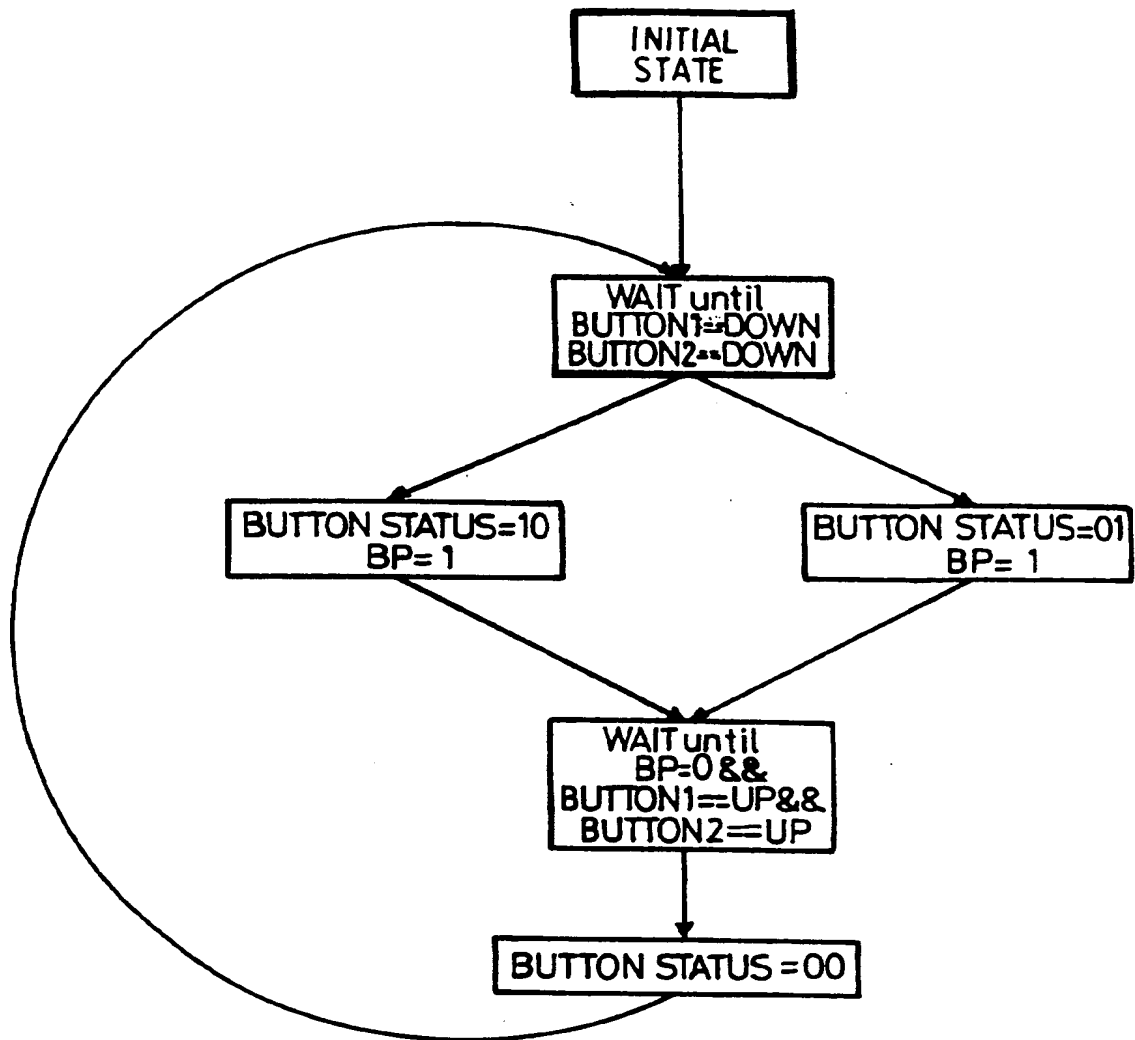 INITIAL
STATE
WAIT until
BUTTON1==DOWN
BUTTON2==DOWN
BUTTON STATUS=10
BP= 1
BUTTON STATUS=01
BP= 1
WAIT until
BP=0 &&
BUTTON1==UP&&
BUTTON2==UP
BUTTON STATUS =00